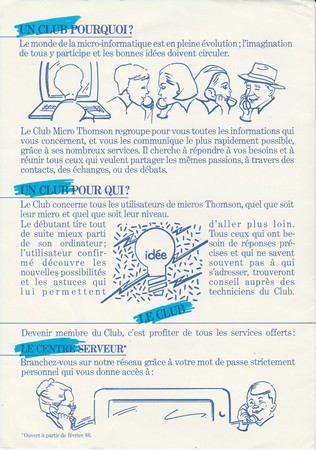 UN CLUB POURQUOI?
Le monde de la micro-informatique est en pleine évolution; l'imagination
de tous y participe et les bonnes idées doivent circuler.
Le Club Micro Thomson regroupe pour vous toutes les informations qui
vous concernent, et vous les communique le plus rapidement possible,
grâce à ses nombreux services. Il cherche à répondre à vos besoins et à
réunir tous ceux qui veulent partager les mêmes passions, à travers des
contacts, des échanges, ou des débats.
UN CLUB POUR QUI?
Le Club concerne tous les utilisateurs de micros Thomson, quel que soit
leur micro et quel que soit leur niveau.
Le débutant tire tout
de suite mieux parti
de son ordinateur;
l'utilisateur confir-
mé découvre les
nouvelles possibilités
et les astuces qui
lui permettent
idée
d'aller plus loin.
Tous ceux qui ont be-
soin de réponses pré-
cises et qui ne savent
souvent pas à qui
s'adresser, trouveront
conseil auprès des
techniciens du Club.
LE CLUB
Devenir membre du Club, c'est profiter de tous les services offerts:
LE CENTRE SERVEUR*
Branchez-vous sur notre réseau grâce à votre mot de passe strictement
personnel qui vous donne accès à:
*Ouvert à partir de février 86.